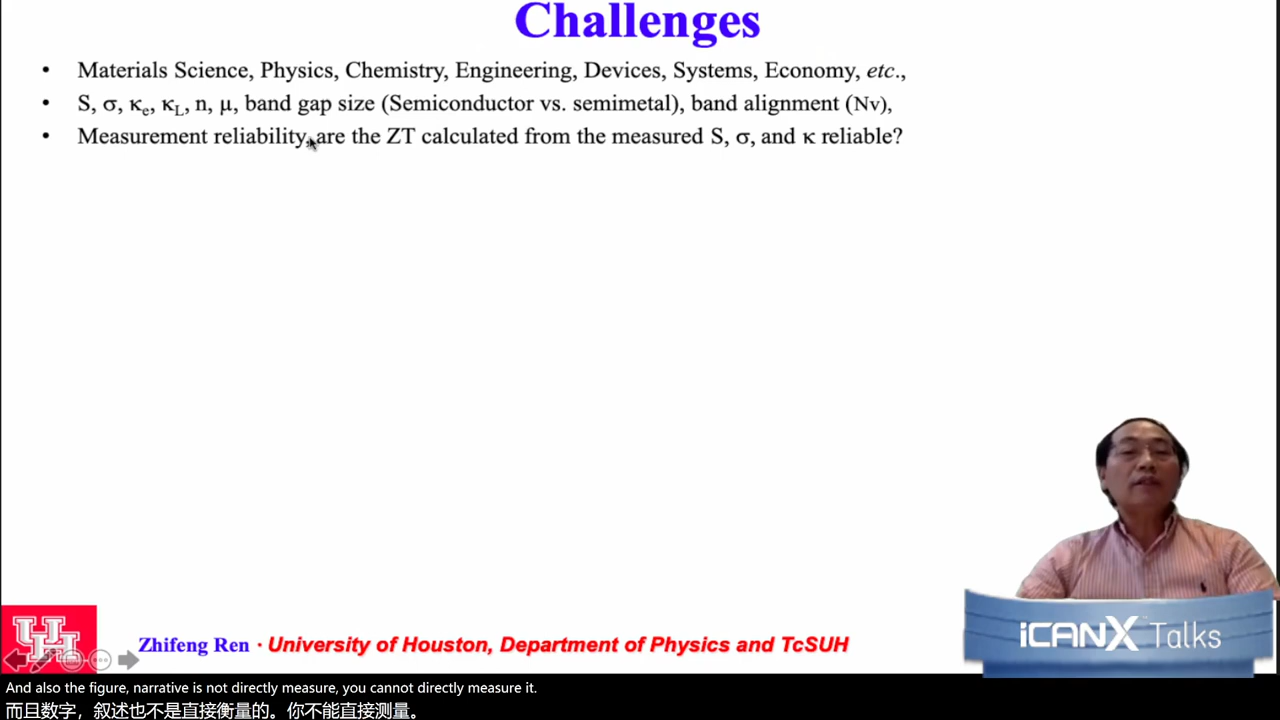 Challenges
• Materials Science, Physics, Chemistry, Engineering, Devices, Systems, Economy, etc.,
• S, σ, κe, κL, n, μ, band gap size (Semiconductor vs. semimetal), band alignment (Nv),
• Measurement reliability, are the ZT calculated from the measured S, σ, and κ reliable?
UH
Zhifeng Ren · University of Houston, Department of Physics and TcSUH
iCANX Talks
And also the figure, narrative is not directly measure, you cannot directly measure it.
而且数字，叙述也不是直接衡量的。你不能直接测量。